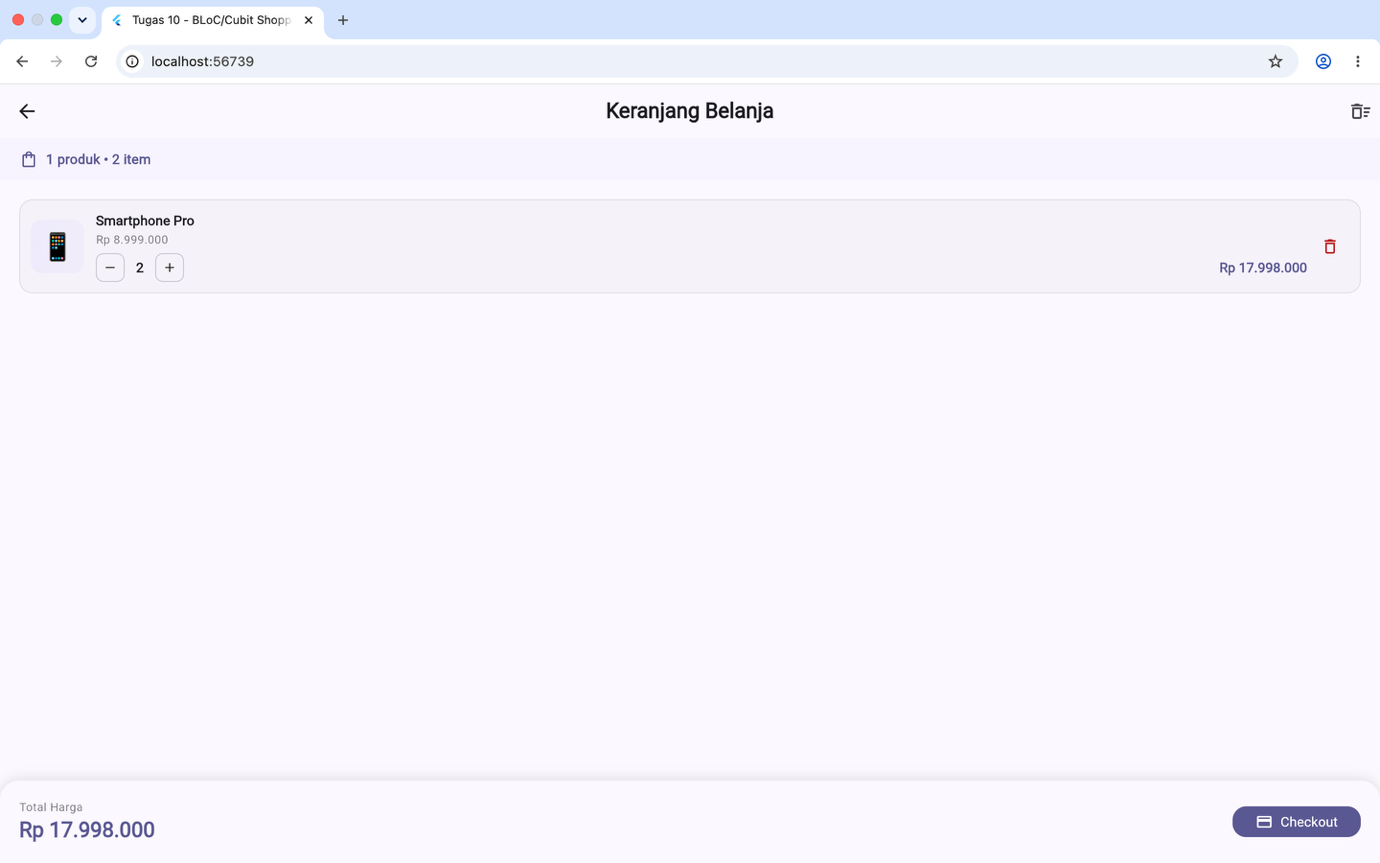 Tugas 10 - BLoC/Cubit Shopp
localhost:56739
Keranjang Belanja
1 produk • 2 item
Smartphone Pro
Rp 8.999.000
2
Rp 17.998.000
Total Harga
Rp 17.998.000
Checkout